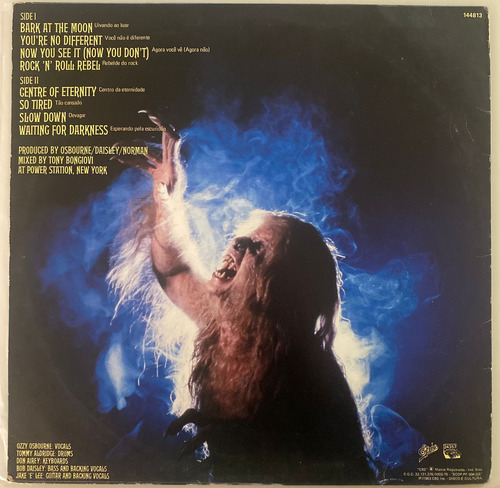 144813
SIDE I
BARK AT THE MOON Uivando ao luar
YOU'RE NO DIFFERENT Você não é diferente
NOW YOU SEE IT (NOW YOU DON'T) Agora você vê (Agora não)
ROCK 'N' ROLL REBEL Rebelde do rock
SIDE II
CENTRE OF ETERNITY Centro da eternidade
SO TIRED Tão cansado
SLOW DOWN Devagar
WAITING FOR DARKNESS Esperando pela escuridão
PRODUCED BY OSBOURNE/DAISLEY/NORMAN
MIXED BY TONY BONGIOVI
AT POWER STATION, NEW YORK
OZZY OSBOURNE: VOCALS
TOMMY ALDRIDGE: DRUMS
DON AIREY: KEYBOARDS
BOB DAISLEY: BASS AND BACKING VOCALS
JAKE 'E' LEE: GUITAR AND BACKING VOCALS
Epic
DISCO É CULTURA